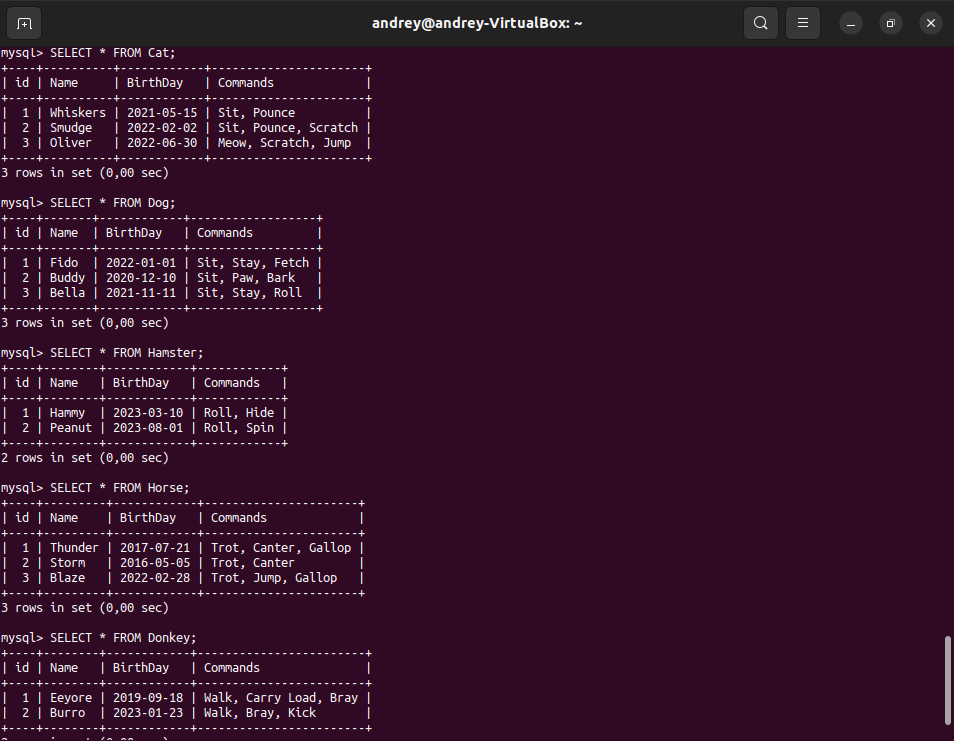 andrey@andrey-VirtualBox: ~
mysql> SELECT * FROM Cat;
+----+----------+------------+----------------------+
| id | Name     | BirthDay   | Commands             |
+----+----------+------------+----------------------+
|  1 | Whiskers | 2021-05-15 | Sit, Pounce          |
|  2 | Smudge   | 2022-02-02 | Sit, Pounce, Scratch |
|  3 | Oliver   | 2022-06-30 | Meow, Scratch, Jump  |
+----+----------+------------+----------------------+
3 rows in set (0,00 sec)

mysql> SELECT * FROM Dog;
+----+-------+------------+------------------+
| id | Name  | BirthDay   | Commands         |
+----+-------+------------+------------------+
|  1 | Fido  | 2022-01-01 | Sit, Stay, Fetch |
|  2 | Buddy | 2020-12-10 | Sit, Paw, Bark   |
|  3 | Bella | 2021-11-11 | Sit, Stay, Roll  |
+----+-------+------------+------------------+
3 rows in set (0,00 sec)

mysql> SELECT * FROM Hamster;
+----+--------+------------+------------+
| id | Name   | BirthDay   | Commands   |
+----+--------+------------+------------+
|  1 | Hammy  | 2023-03-10 | Roll, Hide |
|  2 | Peanut | 2023-08-01 | Roll, Spin |
+----+--------+------------+------------+
2 rows in set (0,00 sec)

mysql> SELECT * FROM Horse;
+----+---------+------------+----------------------+
| id | Name    | BirthDay   | Commands             |
+----+---------+------------+----------------------+
|  1 | Thunder | 2017-07-21 | Trot, Canter, Gallop |
|  2 | Storm   | 2016-05-05 | Trot, Canter         |
|  3 | Blaze   | 2022-02-28 | Trot, Jump, Gallop   |
+----+---------+------------+----------------------+
3 rows in set (0,00 sec)

mysql> SELECT * FROM Donkey;
+----+--------+------------+------------------------+
| id | Name   | BirthDay   | Commands               |
+----+--------+------------+------------------------+
|  1 | Eeyore | 2019-09-18 | Walk, Carry Load, Bray |
|  2 | Burro  | 2023-01-23 | Walk, Bray, Kick       |
+----+--------+------------+------------------------+